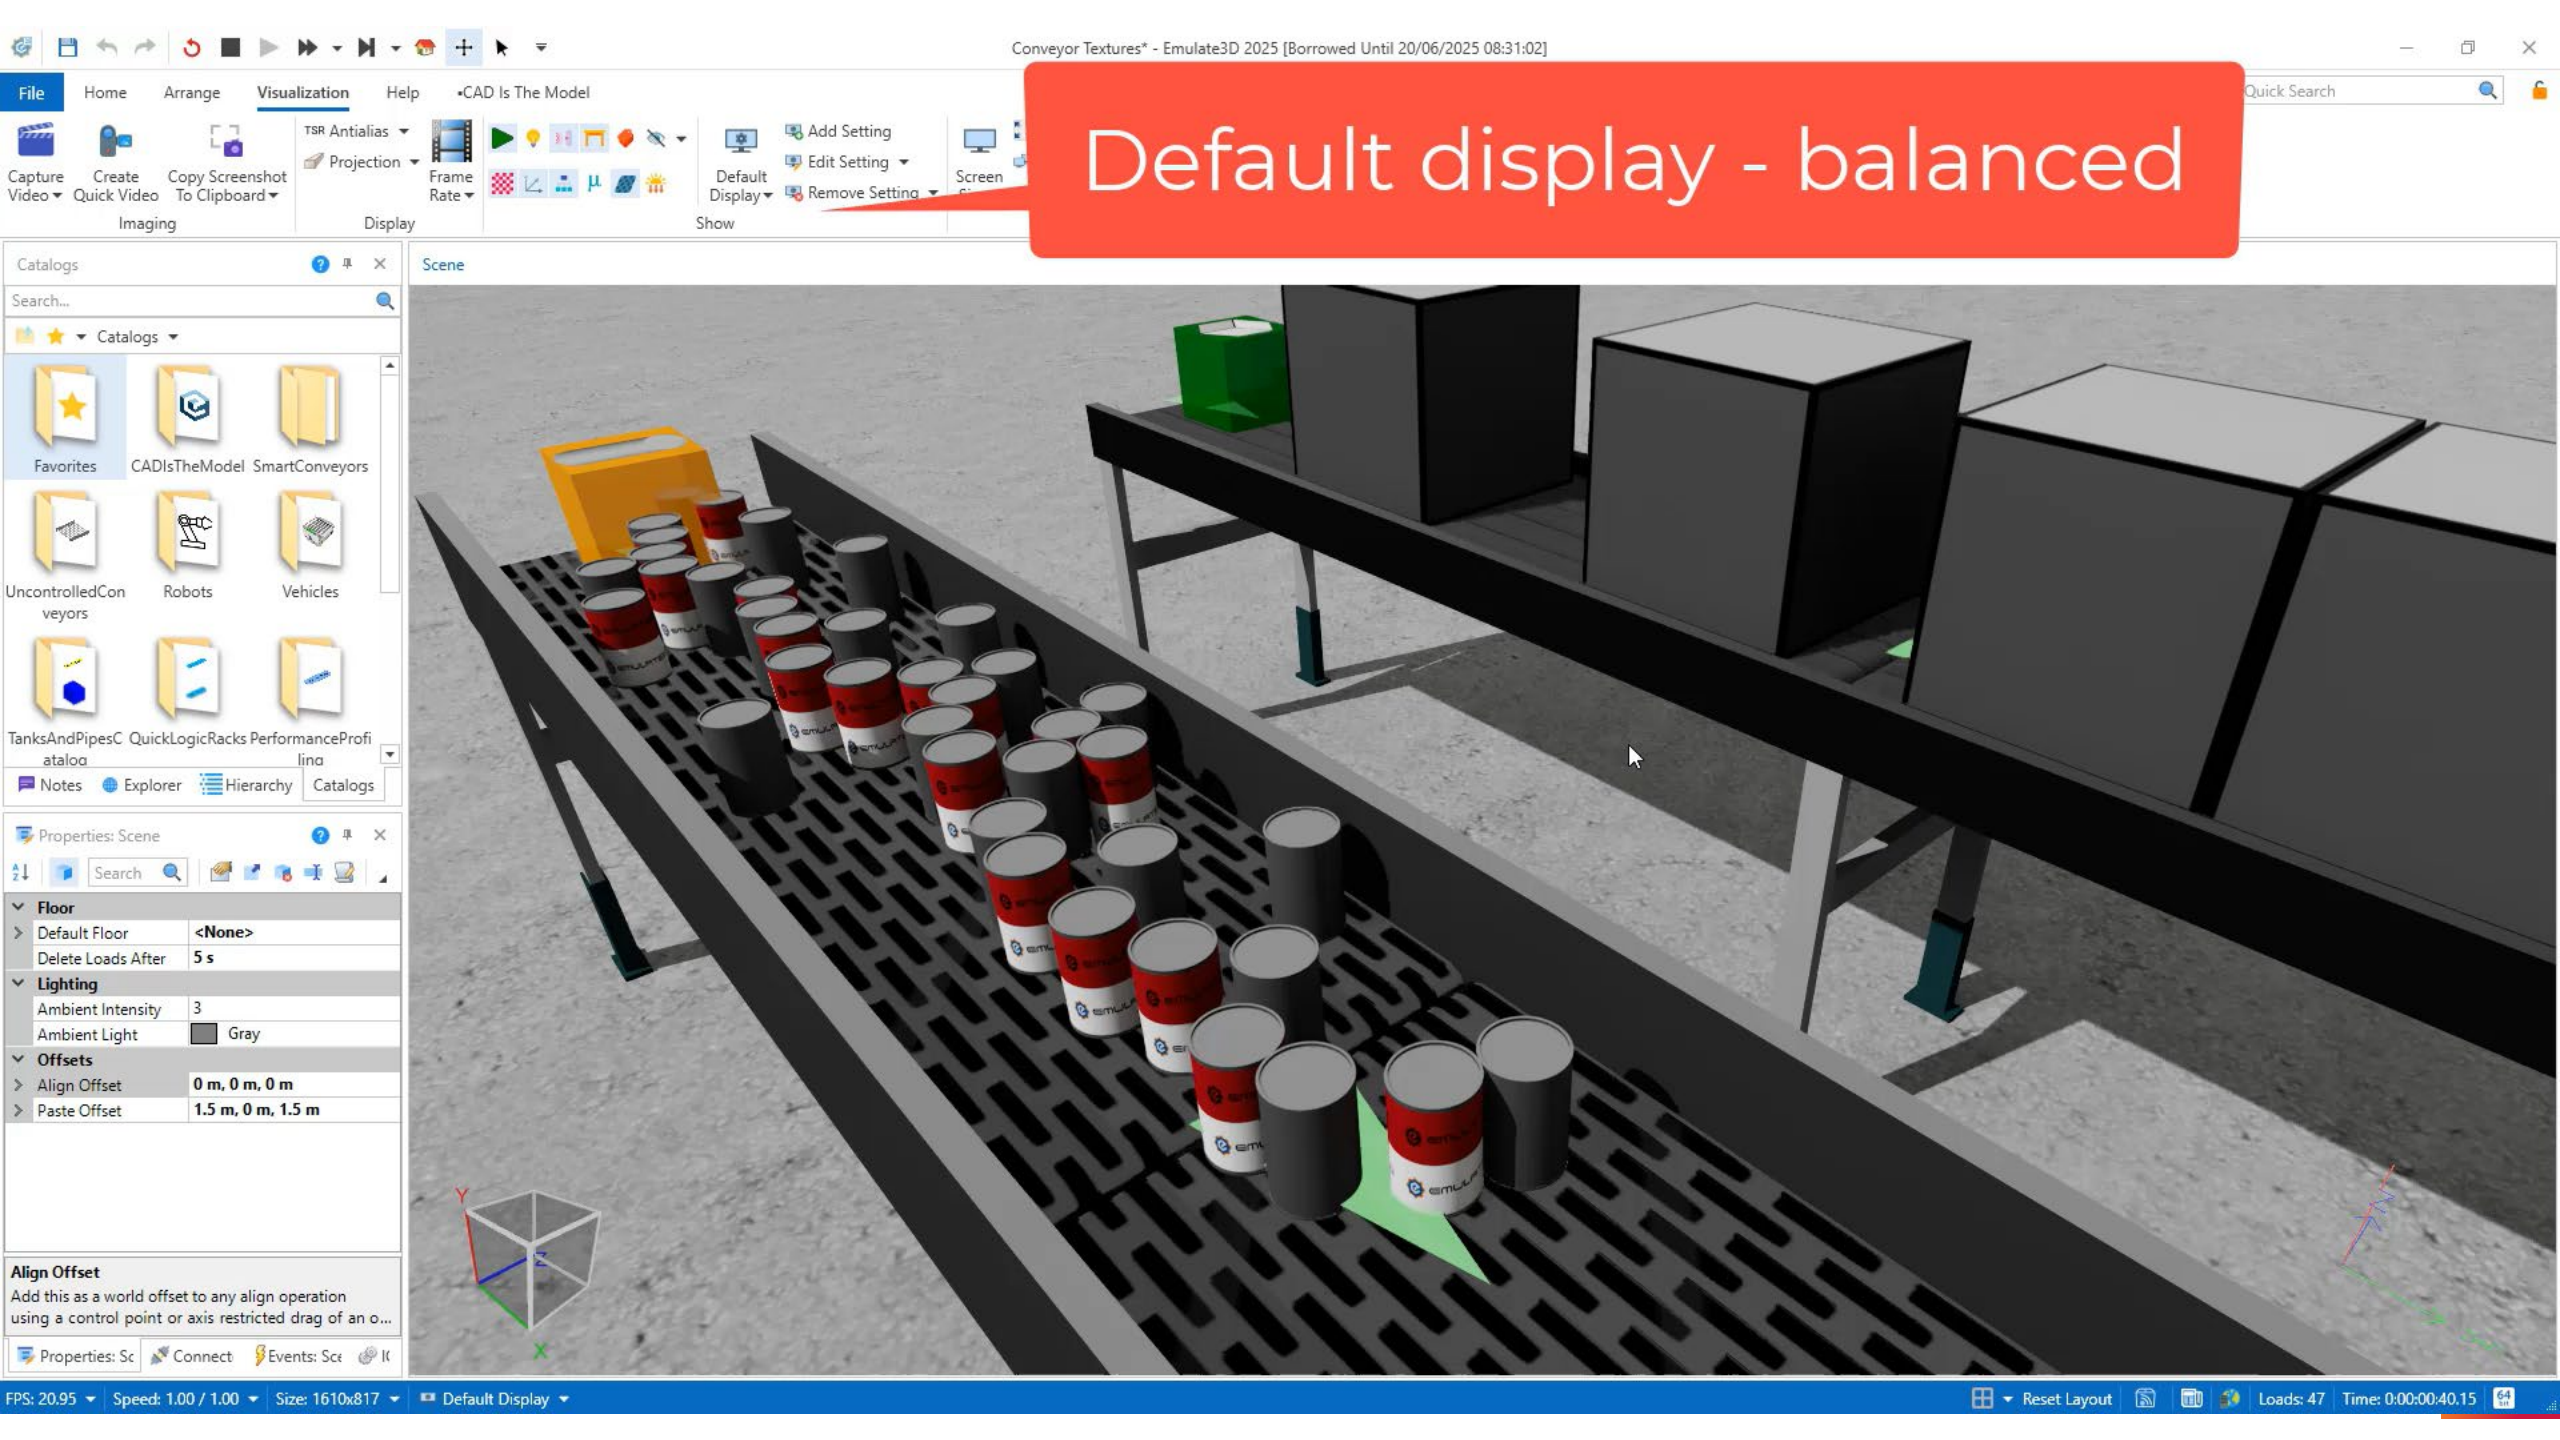 Conveyor Textures* - Emulate3D 2025 [Borrowed Until 20/06/2025 08:31:02]
File Home Arrange Visualization Help •CAD Is The Model
Quick Search
Default display - balanced
TSR Antialias
Projection
Add Setting
Edit Setting
Remove Setting
Capture Video
Create Quick Video
Copy Screenshot To Clipboard
Frame Rate
Default Display
Screen
Imaging Display Show
Catalogs
Scene
Search...
Catalogs
Favorites CADIsTheModel SmartConveyors
UncontrolledCon
veyors
Robots Vehicles
TanksAndPipesC
atalog
QuickLogicRacks
PerformanceProfi
ling
Notes Explorer Hierarchy Catalogs
Properties: Scene
Search
Floor
Default Floor <None>
Delete Loads After 5 s
Lighting
Ambient Intensity 3
Ambient Light Gray
Offsets
Align Offset 0 m, 0 m, 0 m
Paste Offset 1.5 m, 0 m, 1.5 m
Align Offset
Add this as a world offset to any align operation
using a control point or axis restricted drag of an o...
Properties: Sc Connect Events: Sce
Y
Z
X
FPS: 20.95 Speed: 1.00 / 1.00 Size: 1610x817 Default Display Reset Layout Loads: 47 Time: 0:00:00:40.15